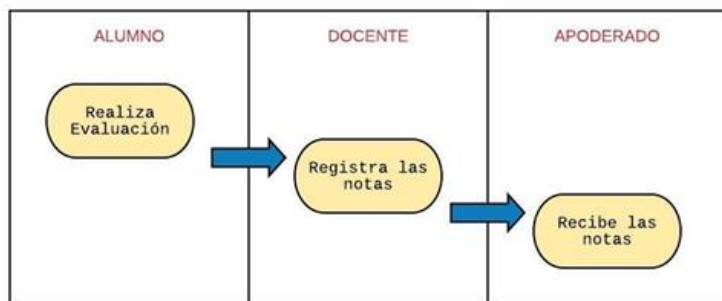 ALUMNO
DOCENTE
APODERADO
Realiza
Evaluación
Registra las
notas
Recibe las
notas